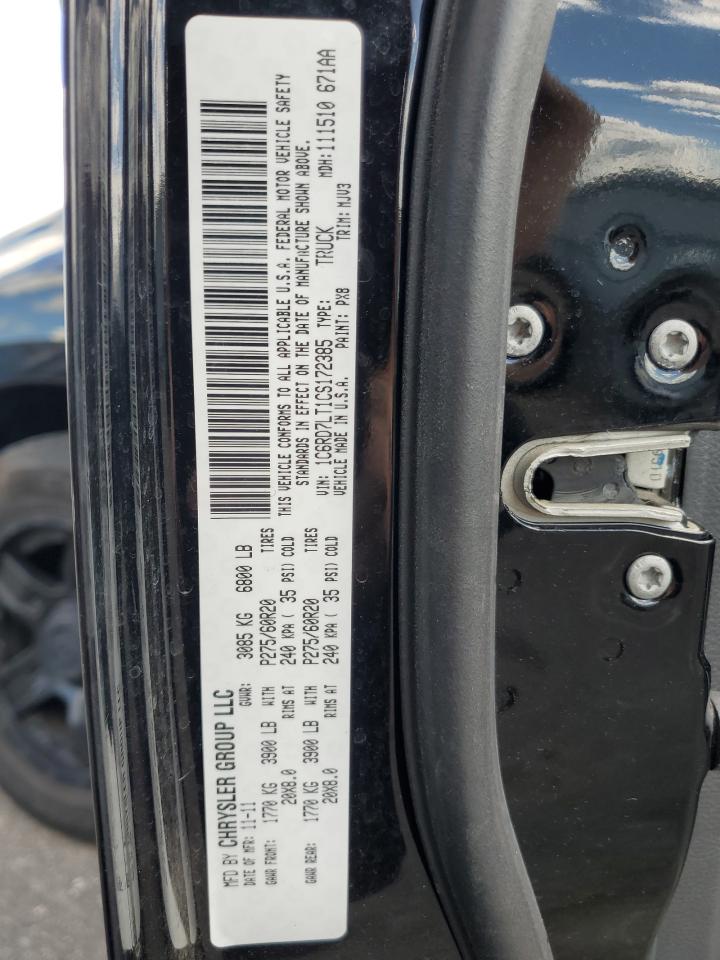 MFD BY CHRYSLER GROUP LLC
DATE OF MFR: 11-11 GVWR: 3085 KG 6800 LB
GAWR FRONT: 1770 KG 3900 LB WITH P275/60R20 TIRES
20X8.0 RIMS AT 240 KPA ( 35 PSI) COLD
GAWR REAR: 1770 KG 3900 LB WITH P275/60R20 TIRES
20X8.0 RIMS AT 240 KPA ( 35 PSI) COLD
THIS VEHICLE CONFORMS TO ALL APPLICABLE U.S.A. FEDERAL MOTOR VEHICLE SAFETY
STANDARDS IN EFFECT ON THE DATE OF MANUFACTURE SHOWN ABOVE.
VIN: 1C6RD7LT1CS172385 TYPE: TRUCK MDH: 111510 671AA
VEHICLE MADE IN U.S.A. PAINT: PX8 TRIM: MJV3